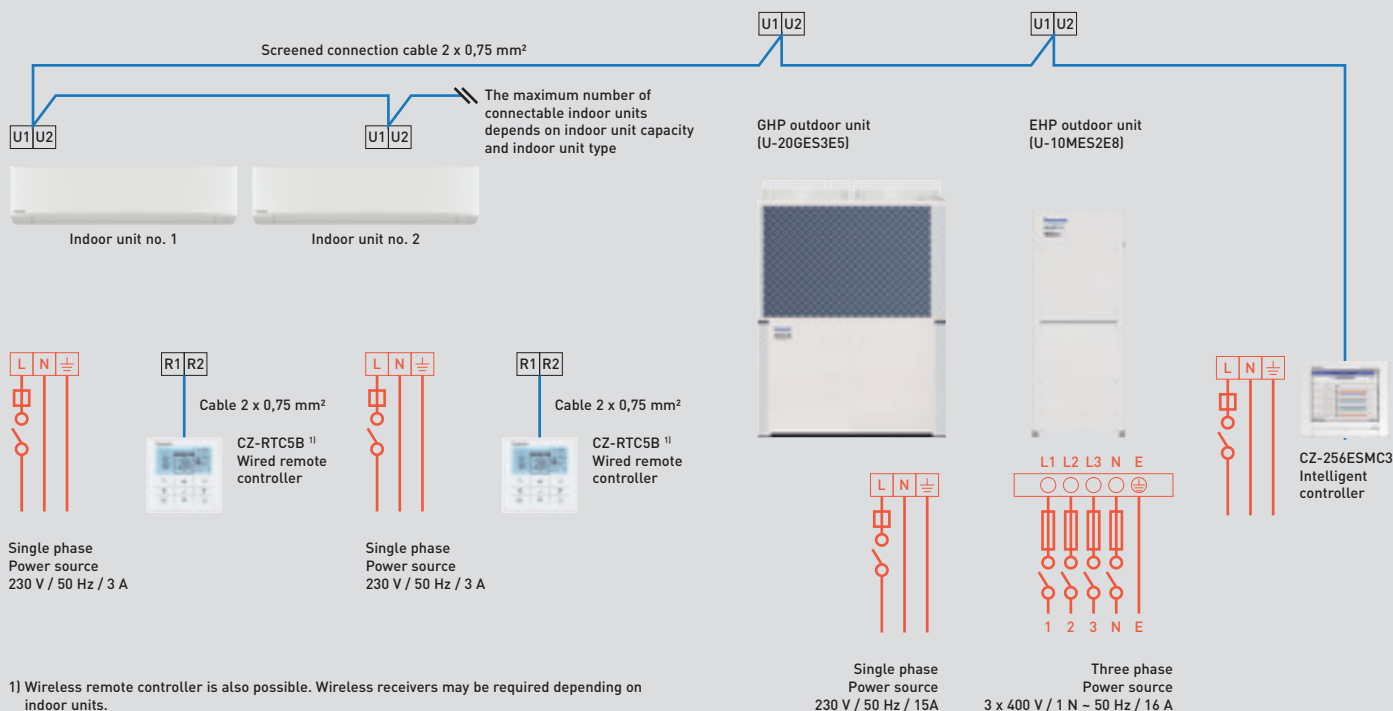 U1 U2
U1 U2
Screened connection cable 2 x 0,75 mm²
The maximum number of
connectable indoor units
depends on indoor unit capacity
and indoor unit type
U1 U2
U1 U2
GHP outdoor unit
(U-20GES3E5)
EHP outdoor unit
(U-10MES2E8)
Indoor unit no. 1
Indoor unit no. 2
L N
R1 R2
Cable 2 x 0,75 mm²
CZ-RTC5B ¹⁾
Wired remote
controller
L N
R1 R2
Cable 2 x 0,75 mm²
CZ-RTC5B ¹⁾
Wired remote
controller
L N
CZ-256ESMC3
Intelligent
controller
L N
L1 L2 L3 N E
1 2 3 N E
Single phase
Power source
230 V / 50 Hz / 3 A
Single phase
Power source
230 V / 50 Hz / 3 A
Single phase
Power source
230 V / 50 Hz / 15A
Three phase
Power source
3 x 400 V / 1 N ~ 50 Hz / 16 A
1) Wireless remote controller is also possible. Wireless receivers may be required depending on
indoor units.